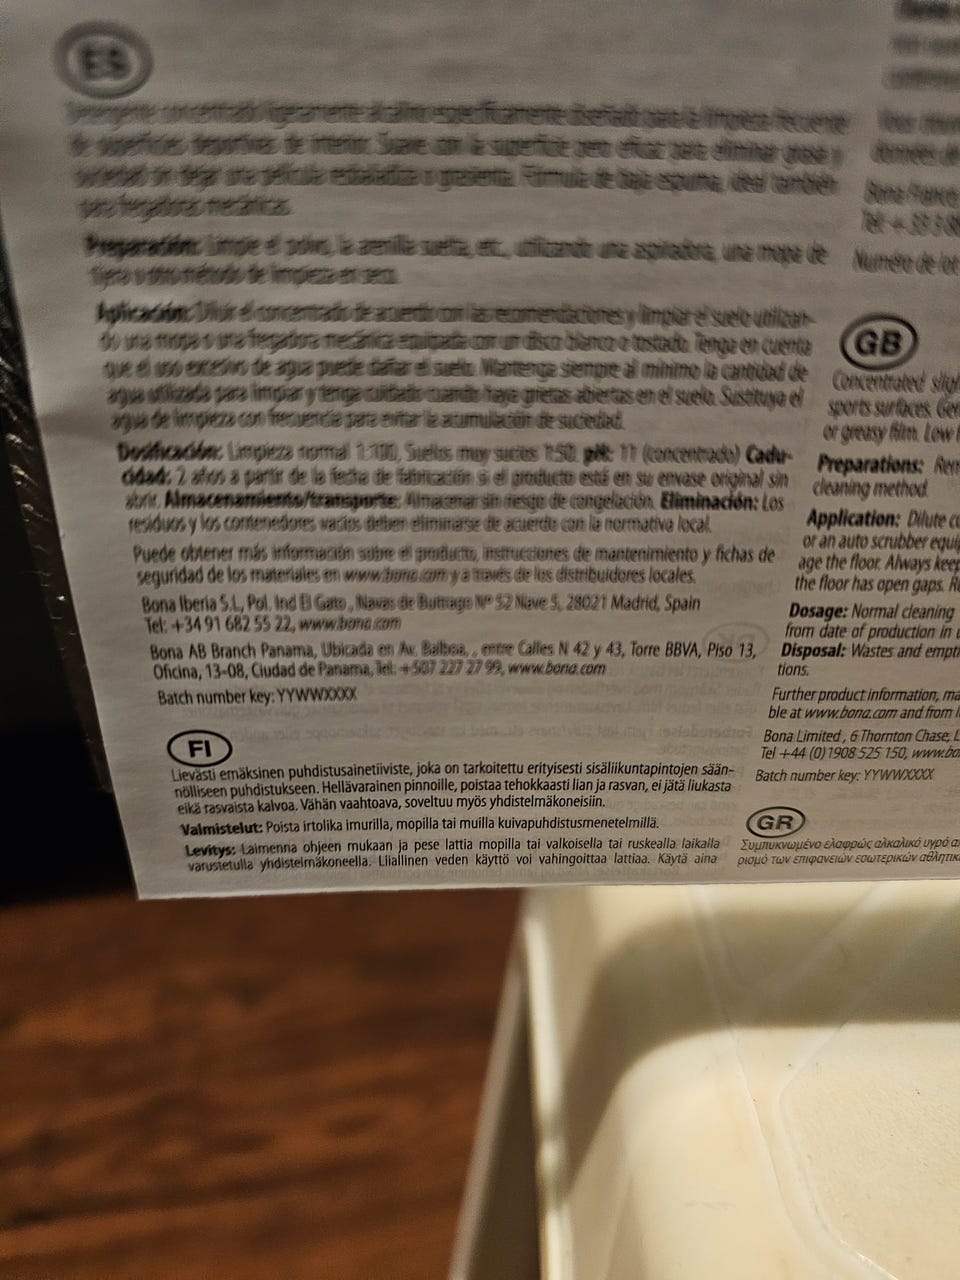 ES
Detergente concentrado ligeramente alcalino específicamente diseñado para la limpieza frecuente
de superficies deportivas de interior. Suave con la superficie pero eficaz para eliminar grasa y
suciedad sin dejar una película resbaladiza o grasienta. Fórmula de baja espuma, ideal también
para fregadoras mecánicas.
Preparación: Limpie el polvo, la arenilla suelta, etc., utilizando una aspiradora, una mopa de
tijera u otro método de limpieza en seco.
Aplicación: Diluir el concentrado de acuerdo con las recomendaciones y limpiar el suelo utilizan-
do una mopa o una fregadora mecánica equipada con un disco blanco o tostado. Tenga en cuenta
que el uso excesivo de agua puede dañar el suelo. Mantenga siempre al mínimo la cantidad de
agua utilizada para limpiar y tenga cuidado cuando haya grietas abiertas en el suelo. Sustituya el
agua de limpieza con frecuencia para evitar la acumulación de suciedad.
Dosificación: Limpieza normal 1:100, Suelos muy sucios 1:50. pH: 11 (concentrado) Cadu-
cidad: 2 años a partir de la fecha de fabricación si el producto está en su envase original sin
abrir. Almacenamiento/transporte: Almacenar sin riesgo de congelación. Eliminación: Los
residuos y los contenedores vacíos deben eliminarse de acuerdo con la normativa local.
Puede obtener más información sobre el producto, instrucciones de mantenimiento y fichas de
seguridad de los materiales en www.bona.com y a través de los distribuidores locales.
Bona Iberia S.L, Pol. Ind El Gato , Navas de Buitrago Nº 52 Nave 5, 28021 Madrid, Spain
Tel: +34 91 682 55 22, www.bona.com
Bona AB Branch Panama, Ubicada en Av. Balboa, , entre Calles N 42 y 43, Torre BBVA, Piso 13,
Oficina, 13-08, Ciudad de Panama, Tel: +507 227 27 99, www.bona.com
Batch number key: YYWWXXXX
FI
Lievästi emäksinen puhdistusainetiiviste, joka on tarkoitettu erityisesti sisäliikuntapintojen sään-
nölliseen puhdistukseen. Hellävarainen pinnoille, poistaa tehokkaasti lian ja rasvan, ei jätä liukasta
eikä rasvaista kalvoa. Vähän vaahtoava, soveltuu myös yhdistelmäkoneisiin.
Valmistelut: Poista irtolika imurilla, mopilla tai muilla kuivapuhdistusmenetelmillä.
Levitys: Laimenna ohjeen mukaan ja pese lattia mopilla tai valkoisella tai ruskealla laikalla
varustetulla yhdistelmäkoneella. Liiallinen veden käyttö voi vahingoittaa lattiaa. Käytä aina
données de
Bona France
Tel: + 33 3 88
Numéro de lot
GB
Concentrated sligh
sports surfaces. Gen
or greasy film. Low f
Preparations: Rem
cleaning method.
Application: Dilute co
or an auto scrubber equip
age the floor. Always keep
the floor has open gaps. Re
Dosage: Normal cleaning
from date of production in u
Disposal: Wastes and empti
tions.
Further product information, ma
ble at www.bona.com and from l
Bona Limited , 6 Thornton Chase, L
Tel +44 (0)1908 525 150, www.bo
Batch number key: YYWWXXXX
GR
Συμπυκνωμένο ελαφρώς αλκαλικό υγρό α
ρισμό των επιφανειών εσωτερικών αθλητικ